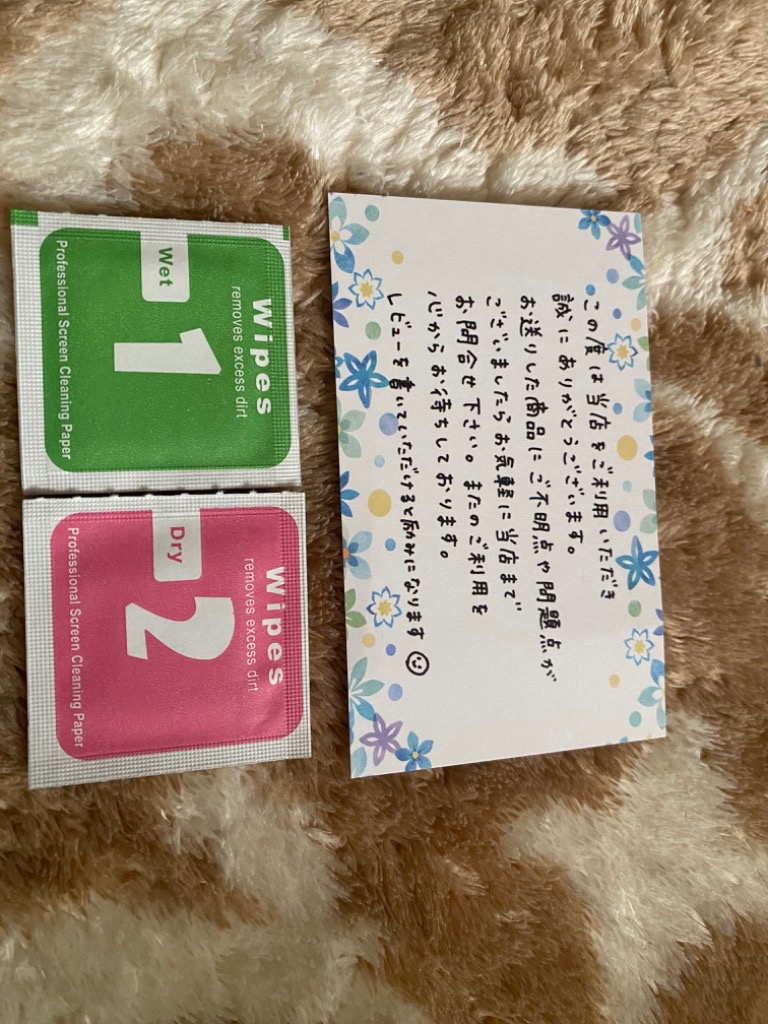 この度は当店をご利用いただき
誠にありがとうございます。
お送りした商品にご不明点や問題点が
ございましたらお気軽に当店まで
お問合せ下さい。またのご利用を
心からお待ちしております。
レビューを書いていただけると励みになります
Wipes
removes excess dirt
Wet
1
Professional Screen Cleaning Paper
Wipes
removes excess dirt
Dry
2
Professional Screen Cleaning Paper